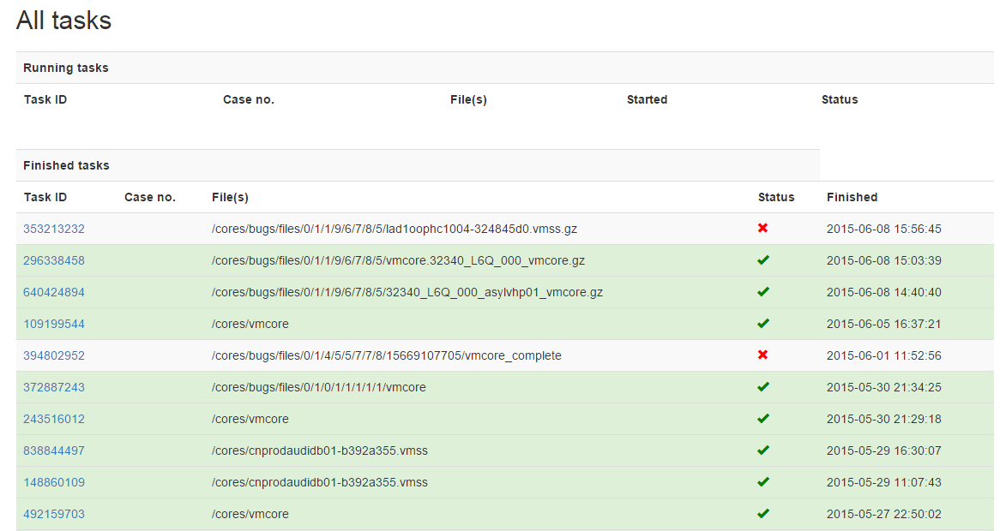 All tasks
Running tasks
Task ID Case no. File(s) Started Status
Finished tasks
Task ID Case no. File(s) Status Finished
353213232 /cores/bugs/files/0/1/1/9/6/7/8/5/lad1oophc1004-324845d0.vmss.gz 2015-06-08 15:56:45
296338458 /cores/bugs/files/0/1/1/9/6/7/8/5/vmcore.32340_L6Q_000_vmcore.gz 2015-06-08 15:03:39
640424894 /cores/bugs/files/0/1/1/9/6/7/8/5/32340_L6Q_000_asylvhp01_vmcore.gz 2015-06-08 14:40:40
109199544 /cores/vmcore 2015-06-05 16:37:21
394802952 /cores/bugs/files/0/1/4/5/5/7/7/8/15669107705/vmcore_complete 2015-06-01 11:52:56
372887243 /cores/bugs/files/0/1/0/1/1/1/1/1/vmcore 2015-05-30 21:34:25
243516012 /cores/vmcore 2015-05-30 21:29:18
838844497 /cores/cnprodaudidb01-b392a355.vmss 2015-05-29 16:30:07
148860109 /cores/cnprodaudidb01-b392a355.vmss 2015-05-29 11:07:43
492159703 /cores/vmcore 2015-05-27 22:50:02